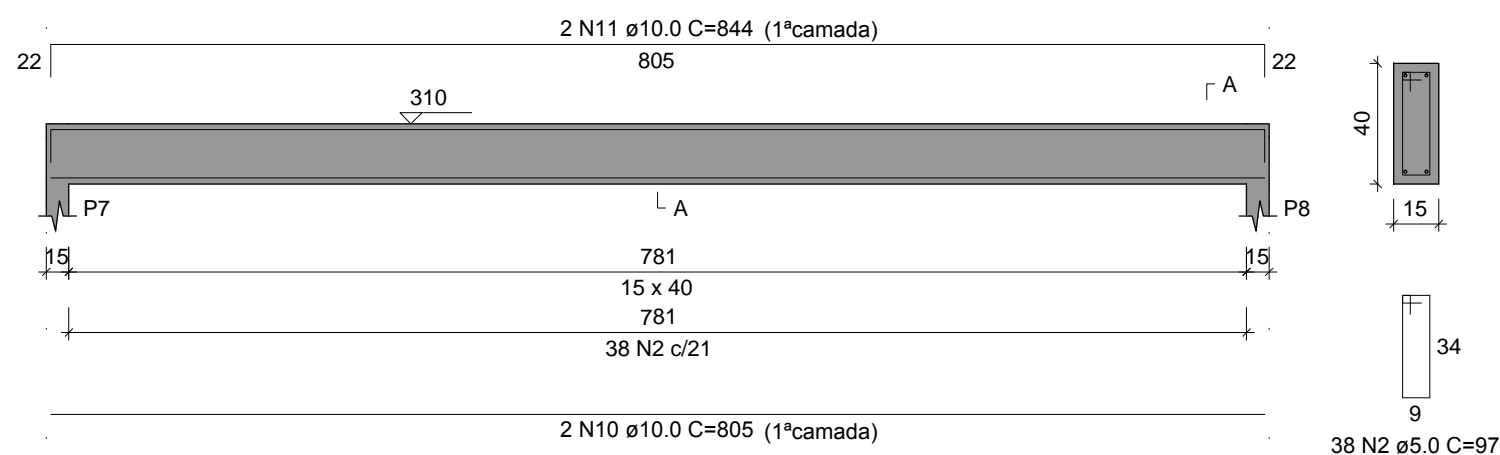 2 N11 ø10.0 C=844 (1ªcamada)
22
805
22
A
310
40
P7
A
P8
15
15
781
15
15 x 40
781
38 N2 c/21
34
9
2 N10 ø10.0 C=805 (1ªcamada)
38 N2 ø5.0 C=97